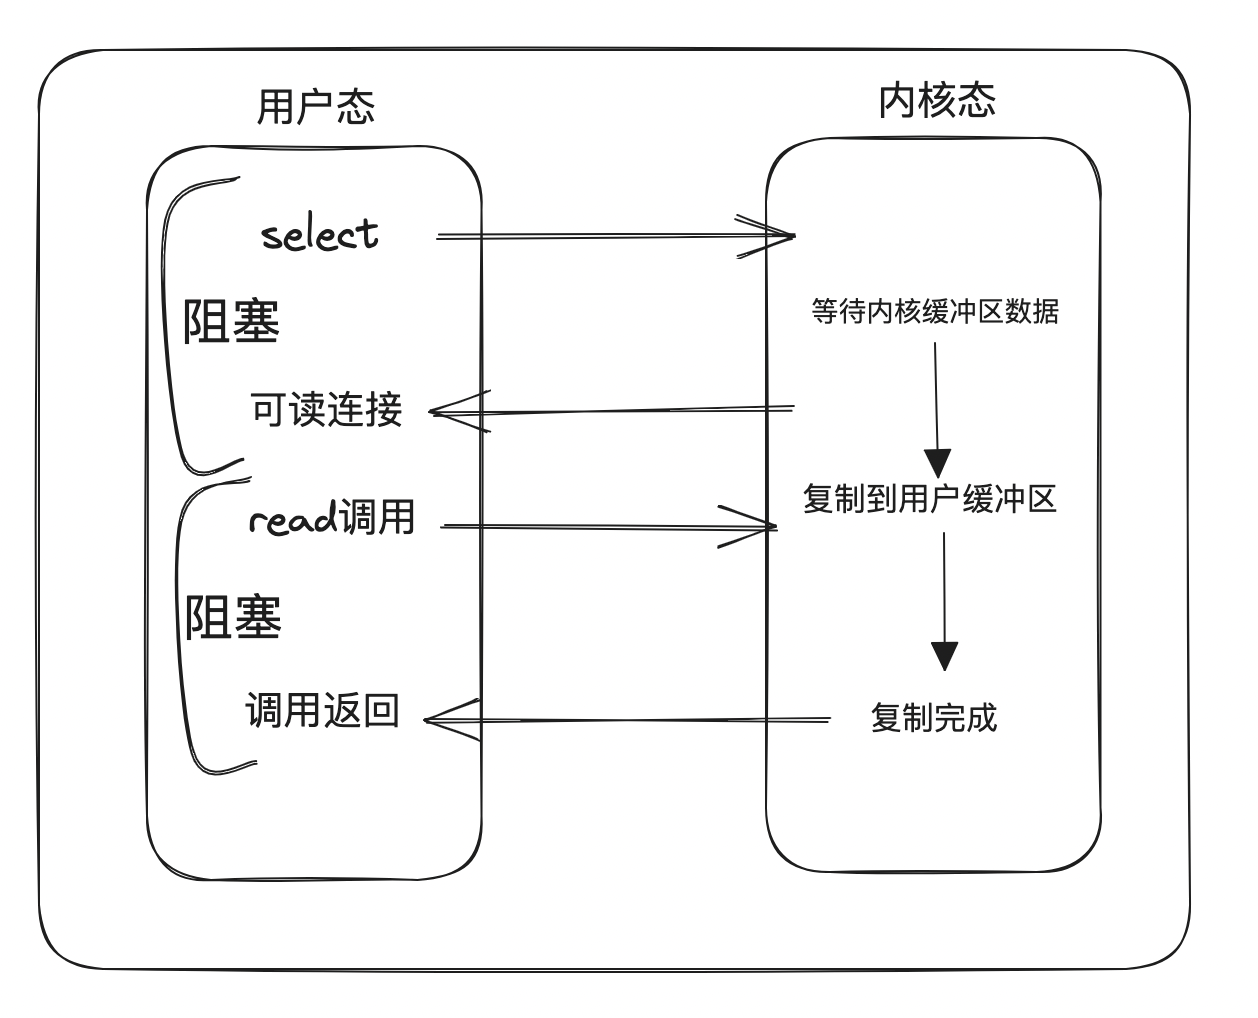 用户态
内核态
select
阻塞
可读连接
read调用
阻塞
调用返回
等待内核缓冲区数据
复制到用户缓冲区
复制完成